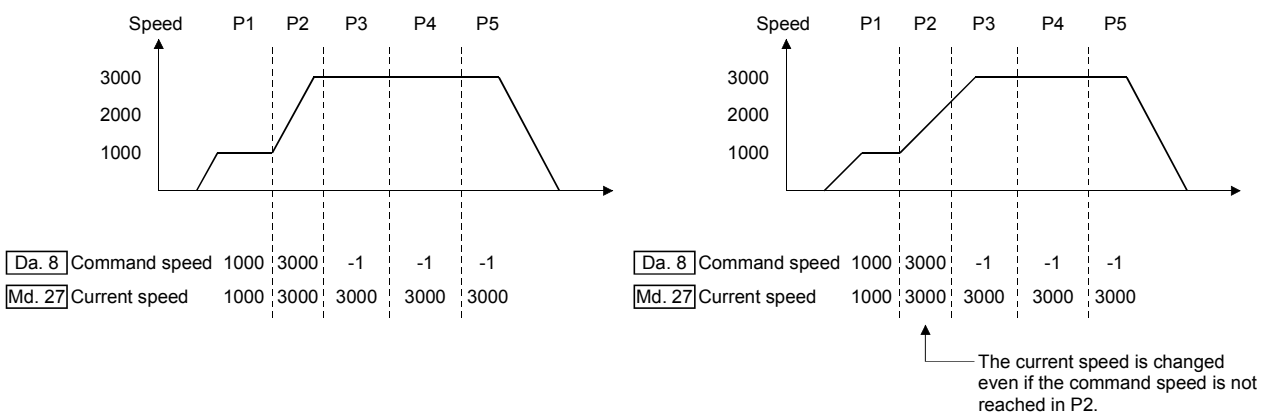 Speed P1 P2 P3 P4 P5
3000
2000
1000
Da. 8 Command speed 1000 3000 -1 -1 -1
Md. 27 Current speed 1000 3000 3000 3000 3000
Speed P1 P2 P3 P4 P5
3000
2000
1000
Da. 8 Command speed 1000 3000 -1 -1 -1
Md. 27 Current speed 1000 3000 3000 3000 3000
The current speed is changed
even if the command speed is not
reached in P2.